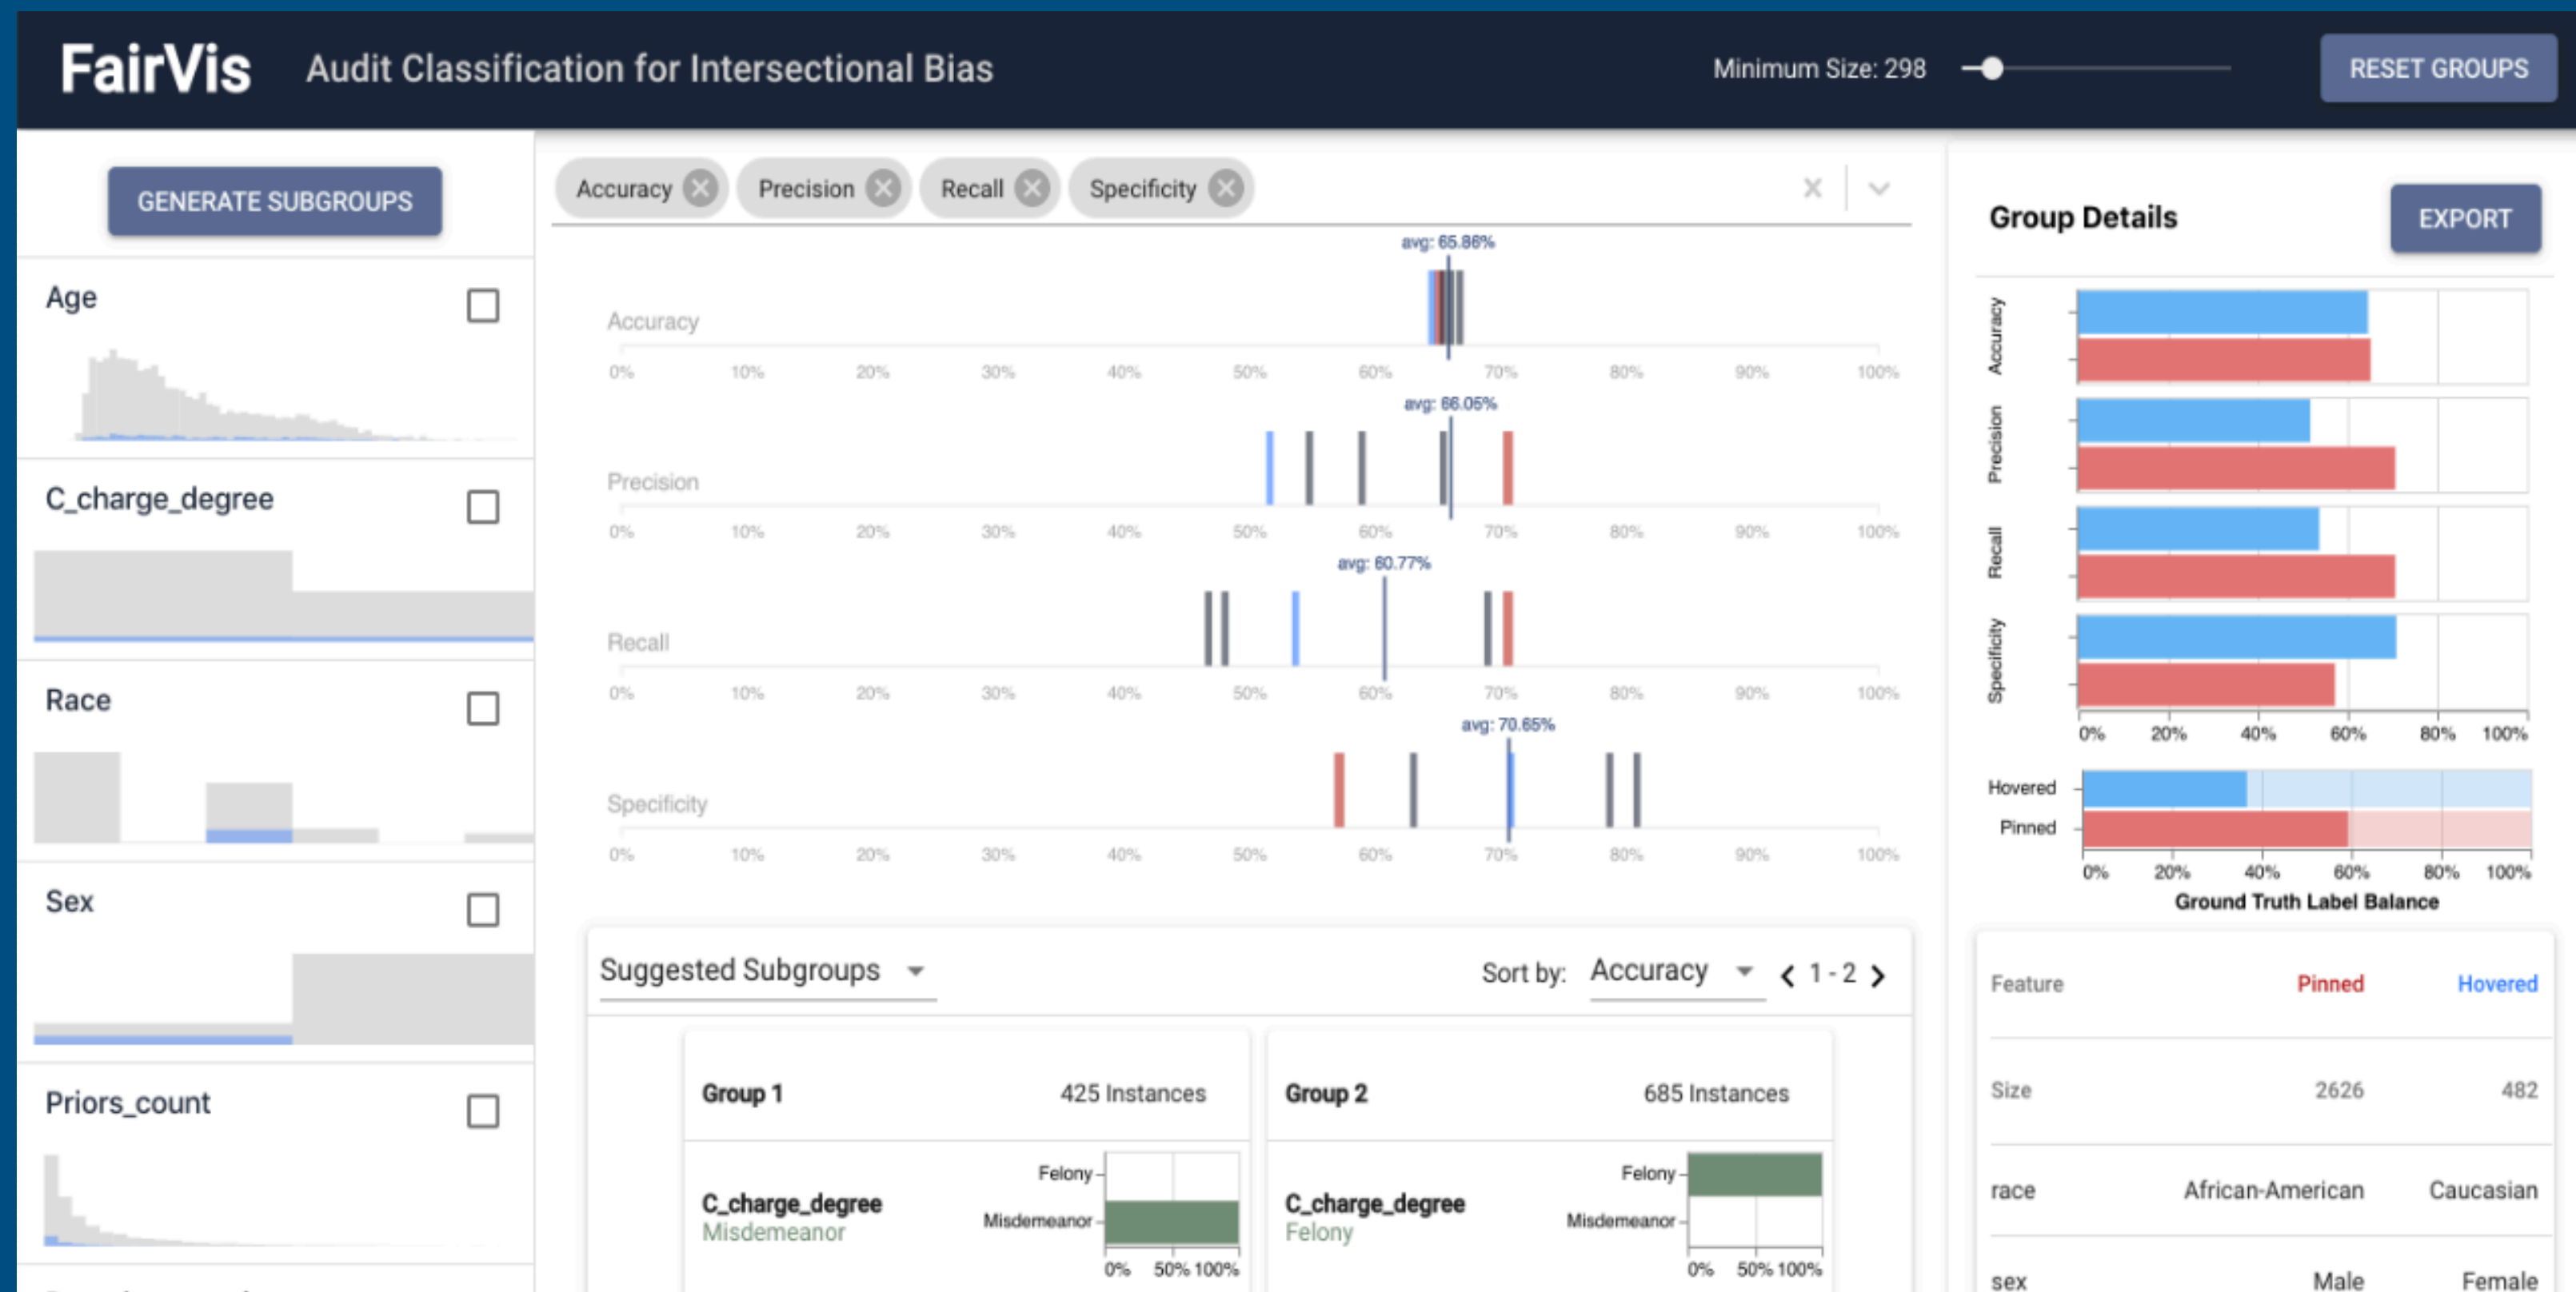 FairVis Audit Classification for Intersectional Bias Minimum Size: 298 RESET GROUPS
GENERATE SUBGROUPS
Age
C_charge_degree
Race
Sex
Priors_count
Accuracy Precision Recall Specificity
avg: 65.86%
Accuracy
0% 10% 20% 30% 40% 50% 60% 70% 80% 90% 100%
avg: 66.05%
Precision
0% 10% 20% 30% 40% 50% 60% 70% 80% 90% 100%
avg: 60.77%
Recall
0% 10% 20% 30% 40% 50% 60% 70% 80% 90% 100%
avg: 70.65%
Specificity
0% 10% 20% 30% 40% 50% 60% 70% 80% 90% 100%
Suggested Subgroups Sort by: Accuracy 1 - 2
Group 1 425 Instances
C_charge_degree
Misdemeanor
Felony
Misdemeanor
0% 50% 100%
Group 2 685 Instances
C_charge_degree
Felony
Felony
Misdemeanor
0% 50% 100%
Group Details EXPORT
Accuracy
Precision
Recall
Specificity
0% 20% 40% 60% 80% 100%
Hovered
Pinned
0% 20% 40% 60% 80% 100%
Ground Truth Label Balance
Feature Pinned Hovered
Size 2626 482
race African-American Caucasian
sex Male Female